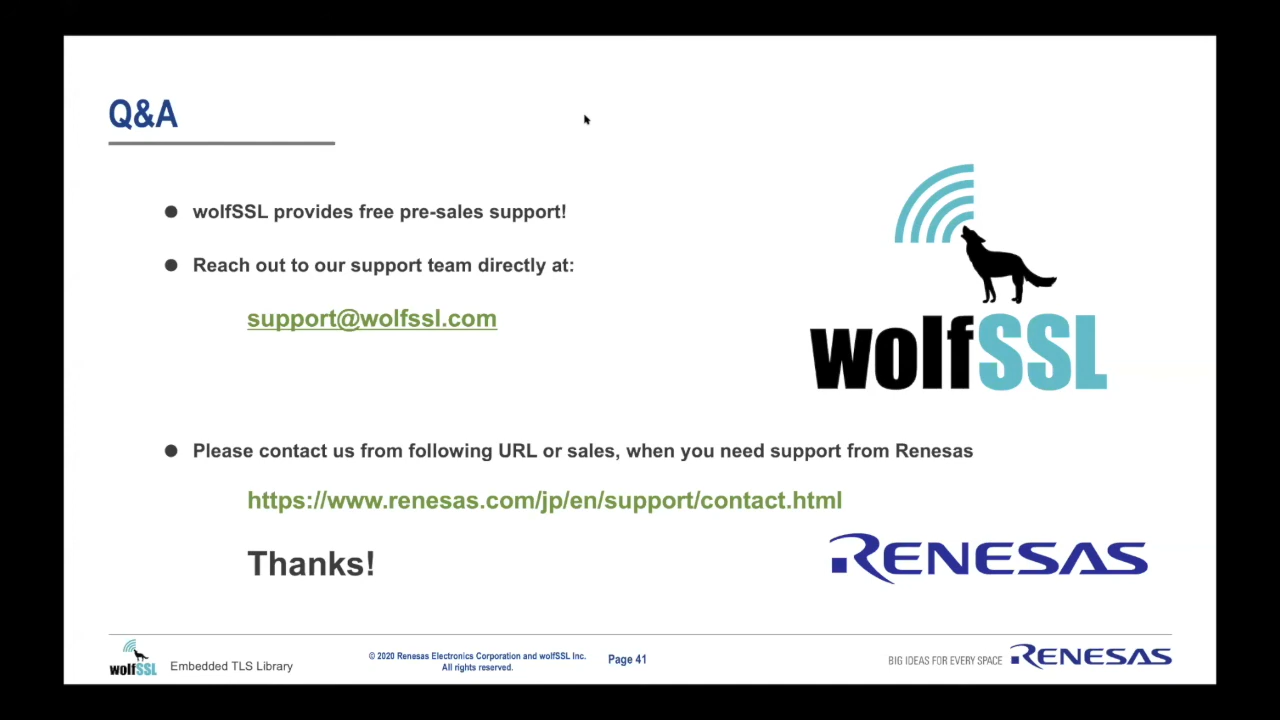 Q&A
wolfSSL provides free pre-sales support!
Reach out to our support team directly at:
support@wolfssl.com
wolfSSL
Please contact us from following URL or sales, when you need support from Renesas
https://www.renesas.com/jp/en/support/contact.html
Thanks!
RENESAS
wolfSSL
Embedded TLS Library
© 2020 Renesas Electronics Corporation and wolfSSL Inc.
All rights reserved.
Page 41
BIG IDEAS FOR EVERY SPACE
RENESAS